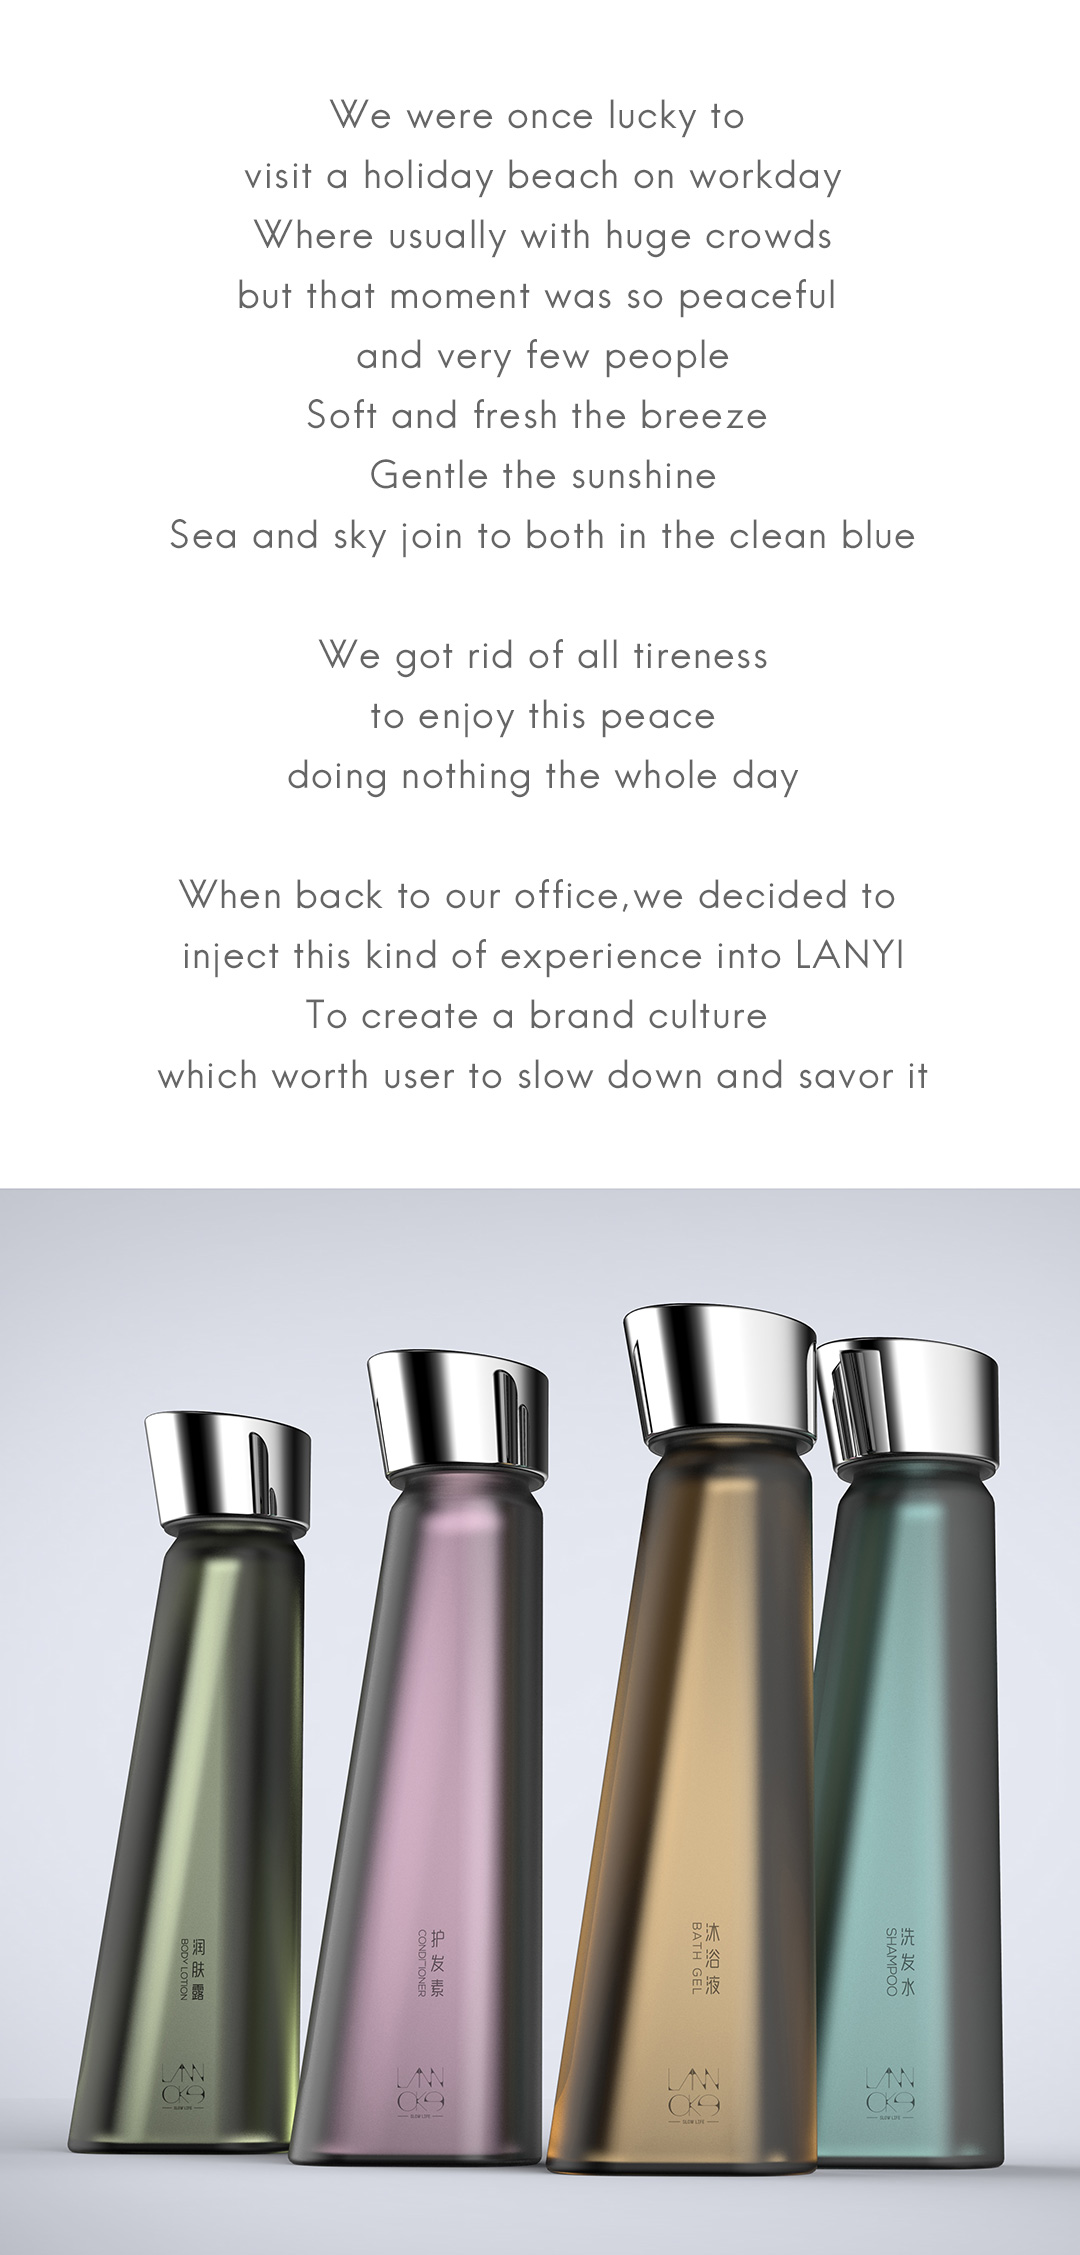 We were once lucky to
visit a holiday beach on workday
Where usually with huge crowds
but that moment was so peaceful
and very few people
Soft and fresh the breeze
Gentle the sunshine
Sea and sky join to both in the clean blue
We got rid of all tireness
to enjoy this peace
doing nothing the whole day
When back to our office,we decided to
inject this kind of experience into LANYI
To create a brand culture
which worth user to slow down and savor it
润肤露
BODY LOTION
SLOW LIFE
护发素
CONDITIONER
SLOW LIFE
沐浴液
BATH GEL
SLOW LIFE
洗发水
SHAMPOO
SLOW LIFE